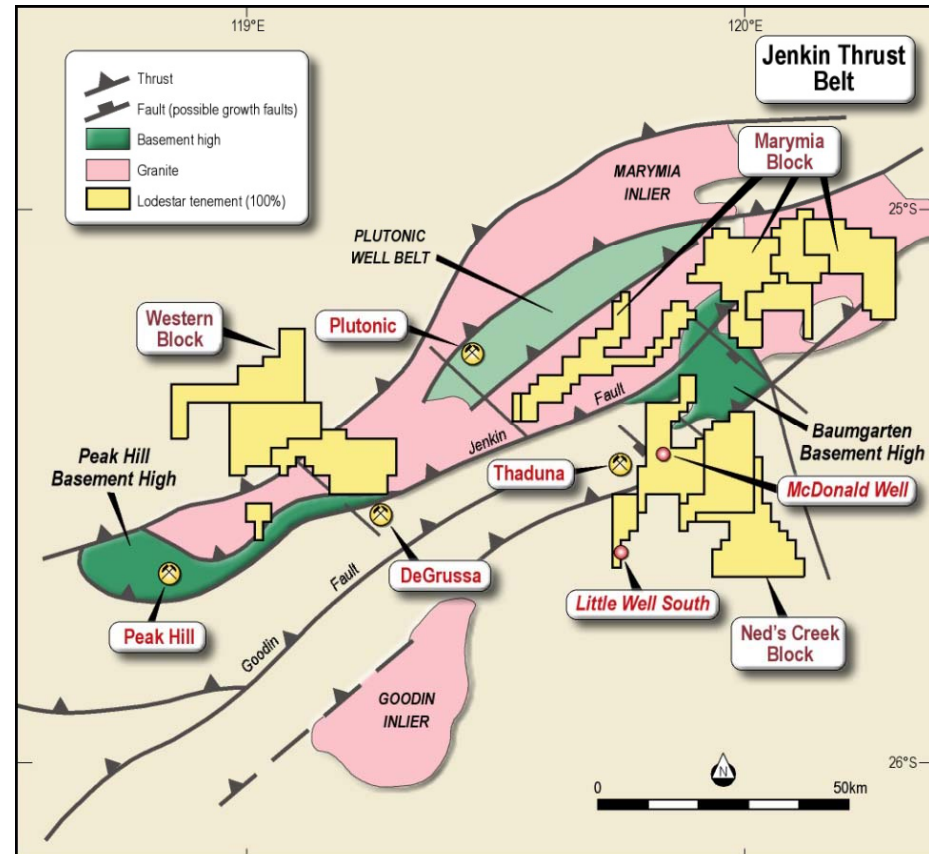 119°E
120°E
Jenkin Thrust
Belt
Thrust
Fault (possible growth faults)
Basement high
Granite
Lodestar tenement (100%)
Marymia
Block
MARYMIA
INLIER
25°S
PLUTONIC
WELL BELT
Western
Block
Plutonic
Jenkin
Fault
Baumgarten
Basement High
Peak Hill
Basement High
Thaduna
McDonald Well
DeGrussa
Little Well South
Peak Hill
Goodin
Fault
Ned's Creek
Block
GOODIN
INLIER
26°S
N
0
50km